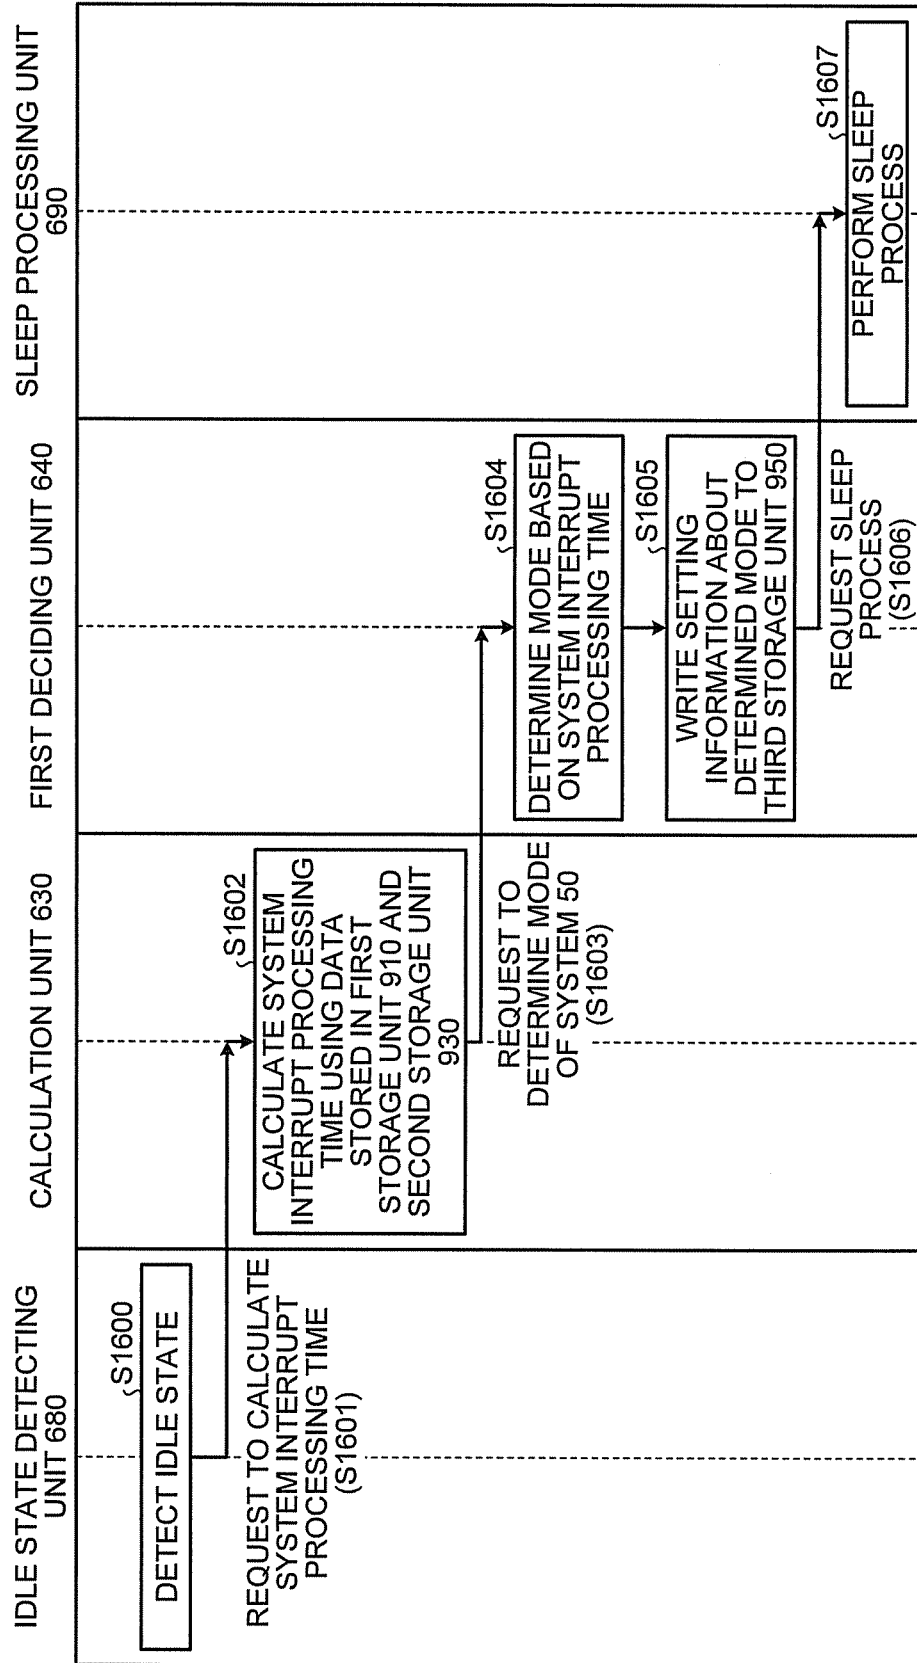 IDLE STATE DETECTING
UNIT 680
CALCULATION UNIT 630
FIRST DECIDING UNIT 640
SLEEP PROCESSING UNIT
690
S1600
DETECT IDLE STATE
REQUEST TO CALCULATE
SYSTEM INTERRUPT
PROCESSING TIME
(S1601)
S1602
CALCULATE SYSTEM
INTERRUPT PROCESSING
TIME USING DATA
STORED IN FIRST
STORAGE UNIT 910 AND
SECOND STORAGE UNIT
930
REQUEST TO
DETERMINE MODE
OF SYSTEM 50
(S1603)
S1604
DETERMINE MODE BASED
ON SYSTEM INTERRUPT
PROCESSING TIME
S1605
WRITE SETTING
INFORMATION ABOUT
DETERMINED MODE TO
THIRD STORAGE UNIT 950
REQUEST SLEEP
PROCESS
(S1606)
S1607
PERFORM SLEEP
PROCESS